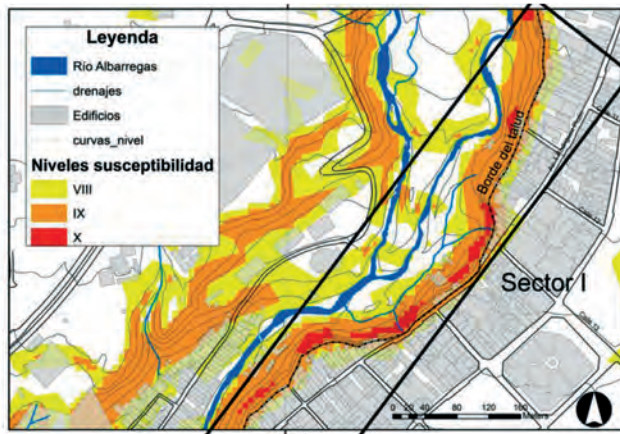 Leyenda
Río Albarregas
drenajes
Edificios
curvas_nivel
Niveles susceptibilidad
VIII
IX
X
Borde del talud
Sector I
0 20 40 80 120 160
Meters